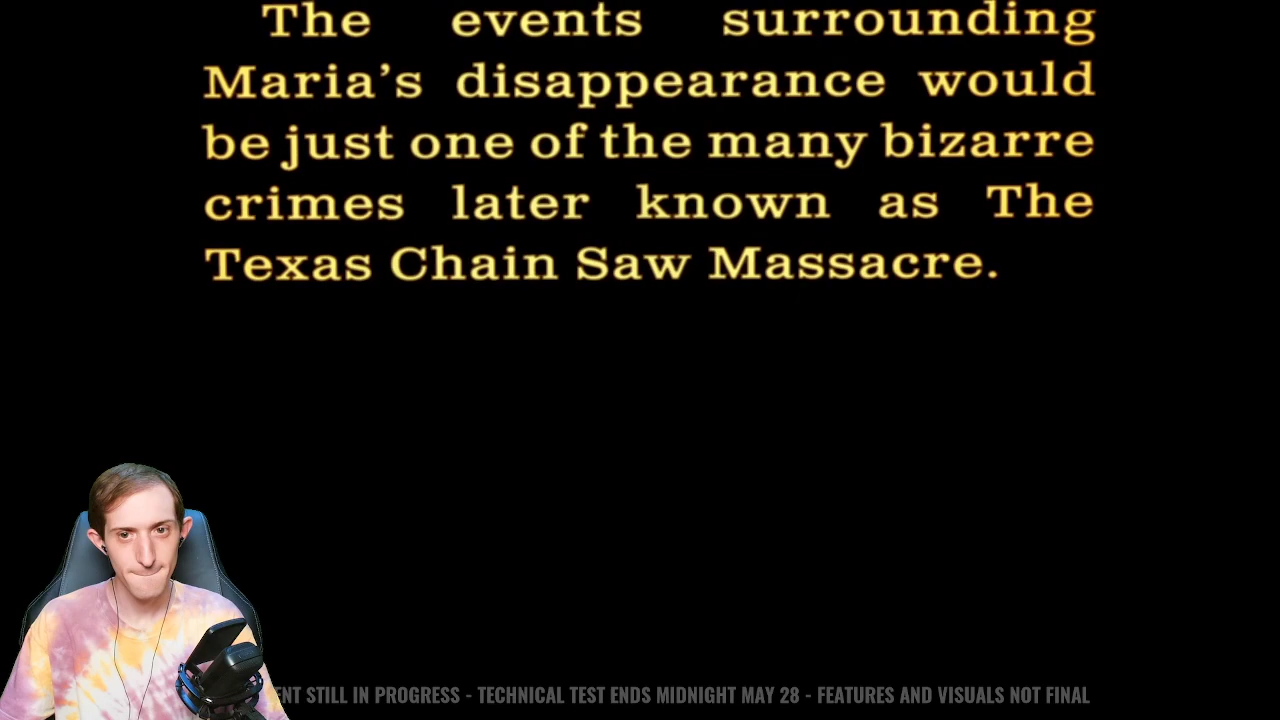 The events surrounding
Maria’s disappearance would
be just one of the many bizarre
crimes later known as The
Texas Chain Saw Massacre.
STILL IN PROGRESS - TECHNICAL TEST ENDS MIDNIGHT MAY 28 - FEATURES AND VISUALS NOT FINAL